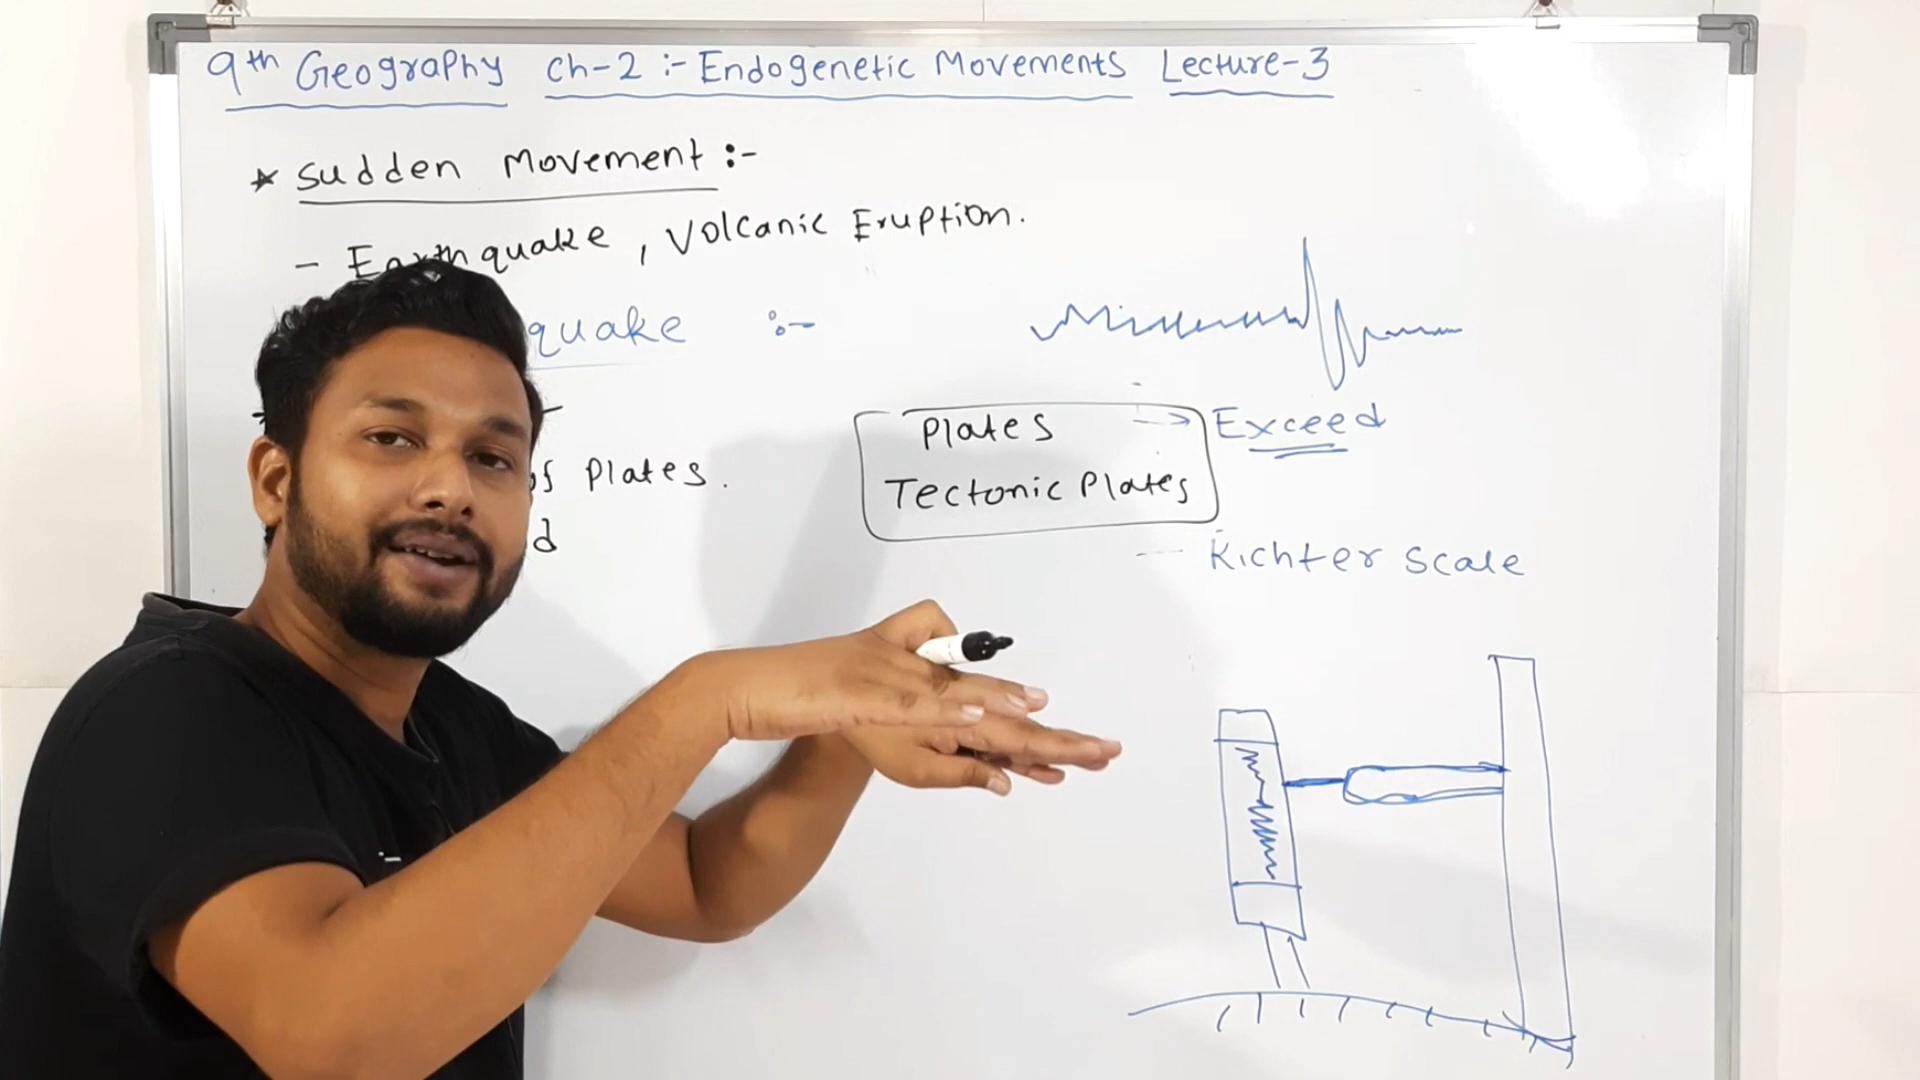 9th Geography Ch-2 :- Endogenetic Movements Lecture-3
* Sudden Movement :-
- Earthquake, Volcanic Eruption.
quake :-
Plates
Tectonic Plates
→ Exceed
of Plates.
d
Richter Scale